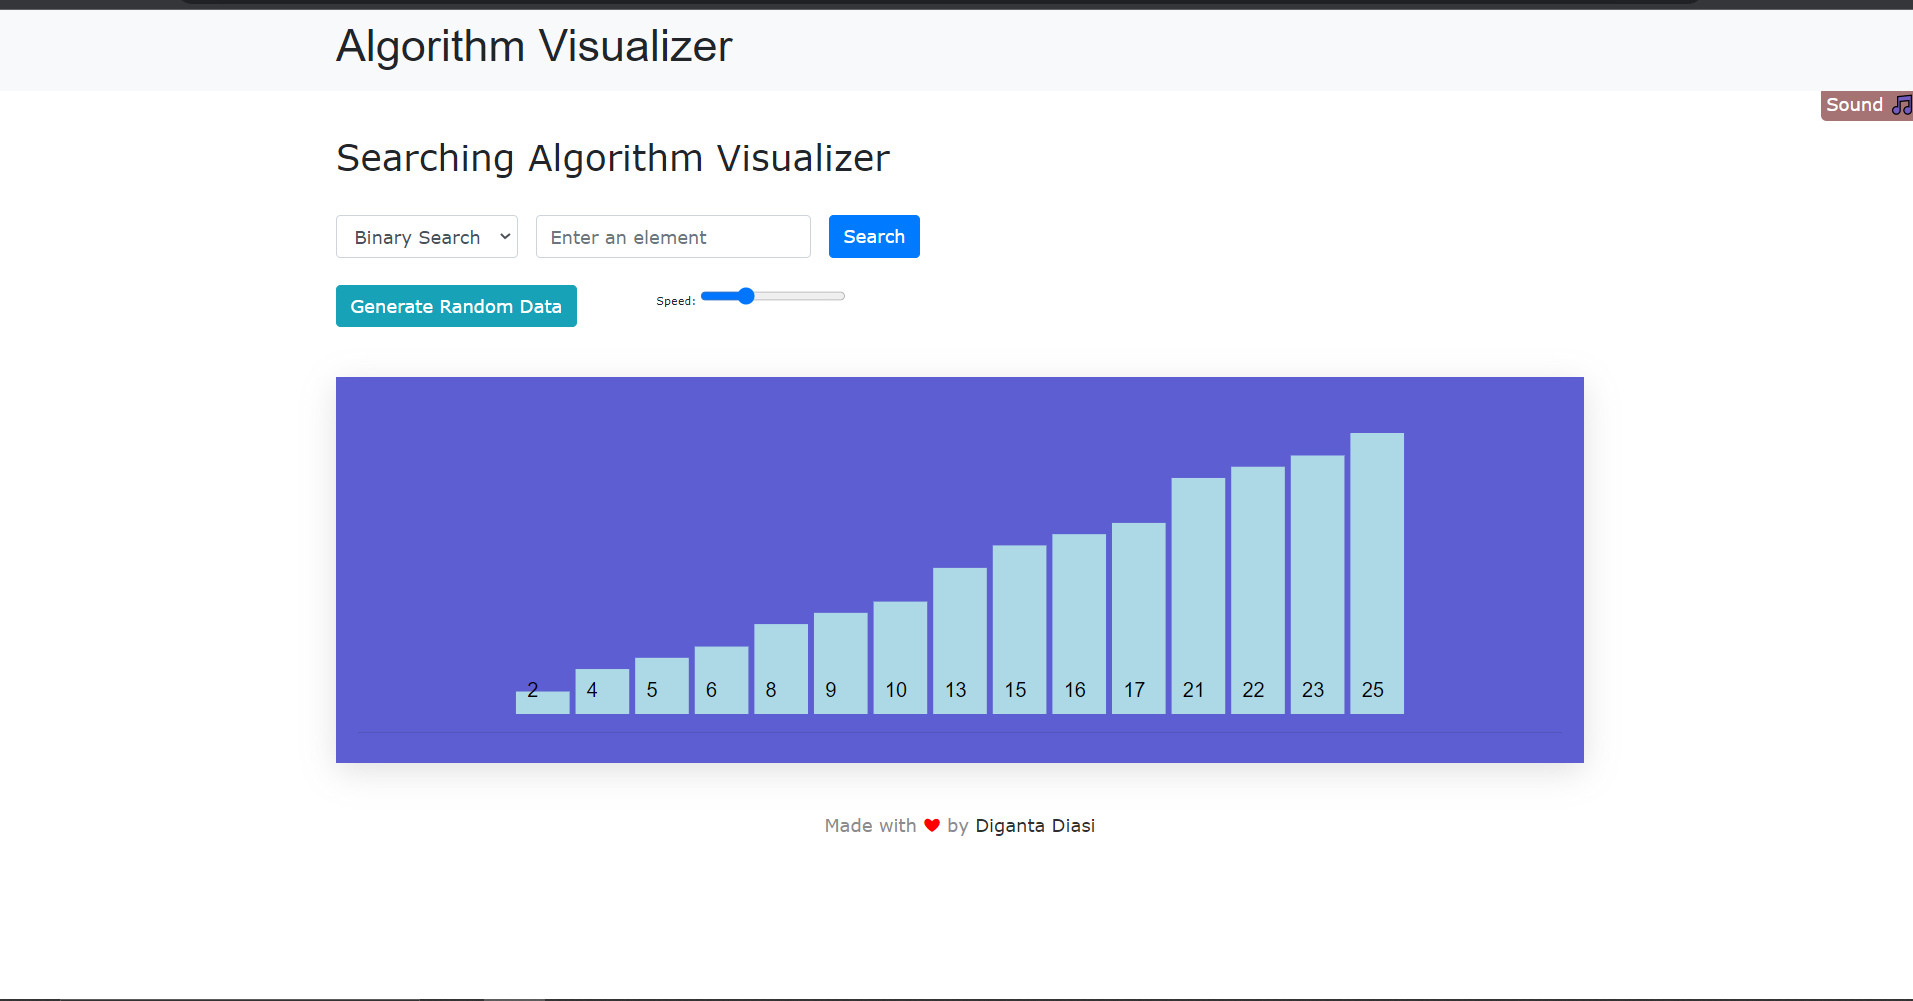 Algorithm Visualizer
Sound
Searching Algorithm Visualizer
Binary Search Enter an element Search
Generate Random Data Speed:
2 4 5 6 8 9 10 13 15 16 17 21 22 23 25
Made with ❤ by Diganta Diasi